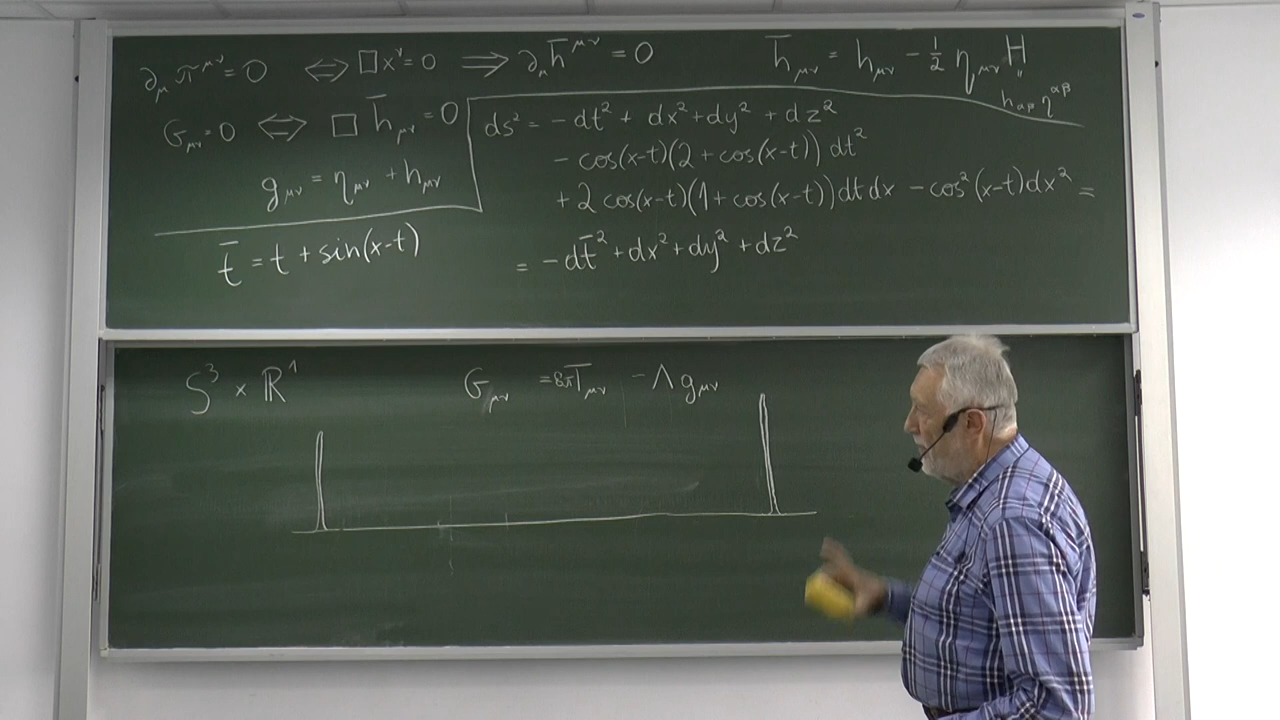 ∂_μ π^{μν} = 0 ⟺ □x^ν = 0 ⟹ ∂_μ h̄^{μν} = 0
h̄_{μν} = h_{μν} - ½ η_{μν} H
h_{αβ} η^{αβ}
G_{μν} = 0 ⟺ □ h̄_{μν} = 0
g_{μν} = η_{μν} + h_{μν}
t̄ = t + sin(x-t)
ds² = - dt² + dx² + dy² + dz²
- cos(x-t)(2 + cos(x-t)) dt²
+ 2 cos(x-t)(1 + cos(x-t)) dt dx - cos²(x-t) dx² =
= - dt̄² + dx² + dy² + dz²
S³ × ℝ¹
G_{μν} = 8π T_{μν} - Λ g_{μν}